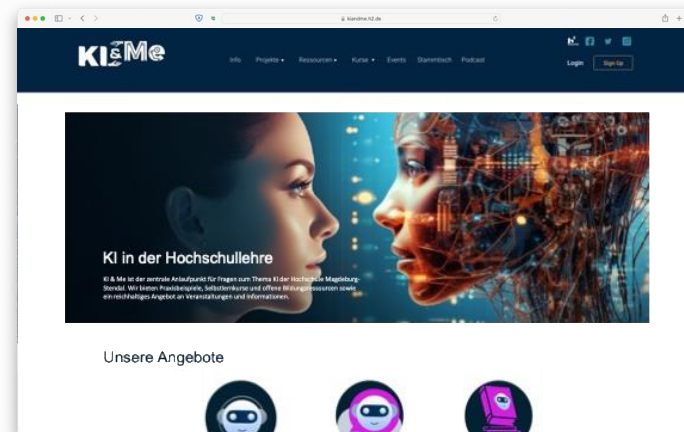 kiandme.h2.de
KI&Me
Info Projekte Ressourcen Kurse Events Stammtisch Podcast
Login Sign Up
KI in der Hochschullehre
KI & Me ist der zentrale Anlaufpunkt für Fragen zum Thema KI der Hochschule Magdeburg-
Stendal. Wir bieten Praxisbeispiele, Selbstlernkurse und offene Bildungsressourcen sowie
ein reichhaltiges Angebot an Veranstaltungen und Informationen.
Unsere Angebote